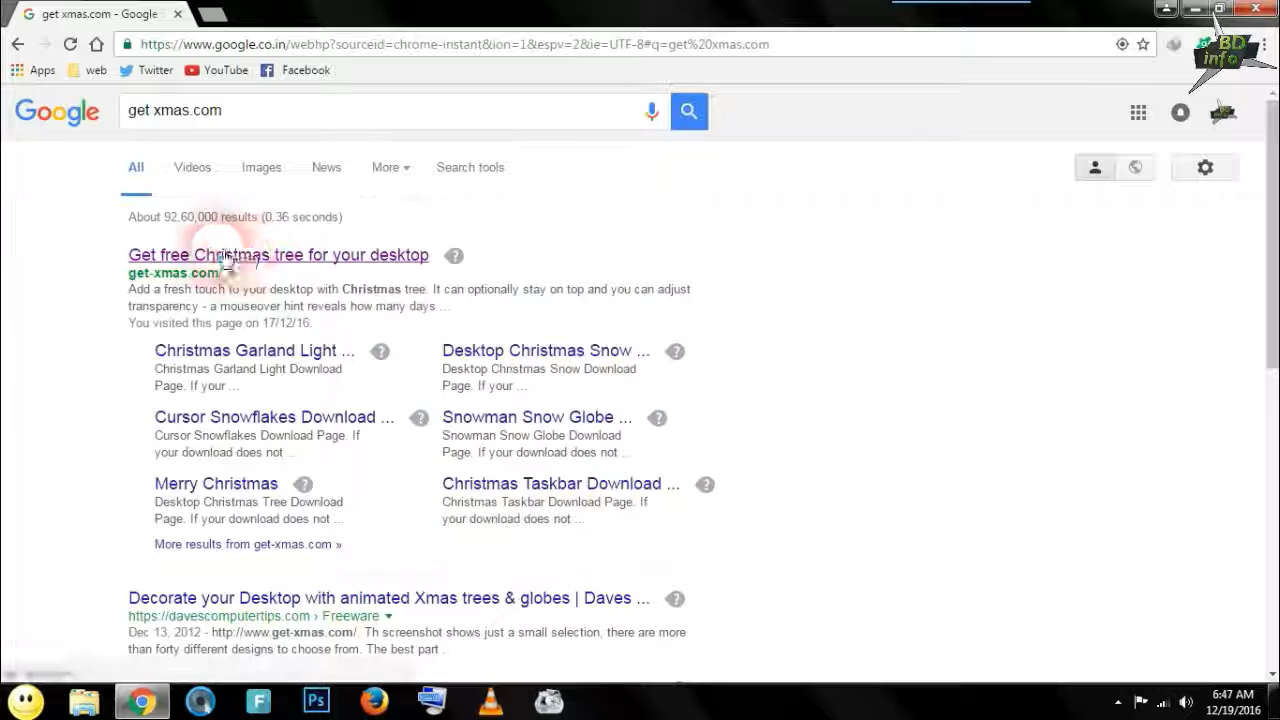 get xmas.com - Google
https://www.google.co.in/webhp?sourceid=chrome-instant&ion=1&espv=2&ie=UTF-8#q=get%20xmas.com
Apps web Twitter YouTube Facebook
BD
info
Google
get xmas.com
All Videos Images News More Search tools
About 92,60,000 results (0.36 seconds)
Get free Christmas tree for your desktop
get-xmas.com/
Add a fresh touch to your desktop with Christmas tree. It can optionally stay on top and you can adjust
transparency - a mouseover hint reveals how many days ...
You visited this page on 17/12/16.
Christmas Garland Light ...
Christmas Garland Light Download
Page. If your ...
Desktop Christmas Snow ...
Desktop Christmas Snow Download
Page. If your ...
Cursor Snowflakes Download ...
Cursor Snowflakes Download Page. If
your download does not ...
Snowman Snow Globe ...
Snowman Snow Globe Download
Page. If your download does not ...
Merry Christmas
Desktop Christmas Tree Download
Page. If your download does not ...
Christmas Taskbar Download ...
Christmas Taskbar Download Page. If
your download does not ...
More results from get-xmas.com »
Decorate your Desktop with animated Xmas trees & globes | Daves ...
https://davescomputertips.com › Freeware
Dec 13, 2012 - http://www.get-xmas.com/. Th screenshot shows just a small selection, there are more
than forty different designs to choose from. The best part ..
F
Ps
6:47 AM
12/19/2016